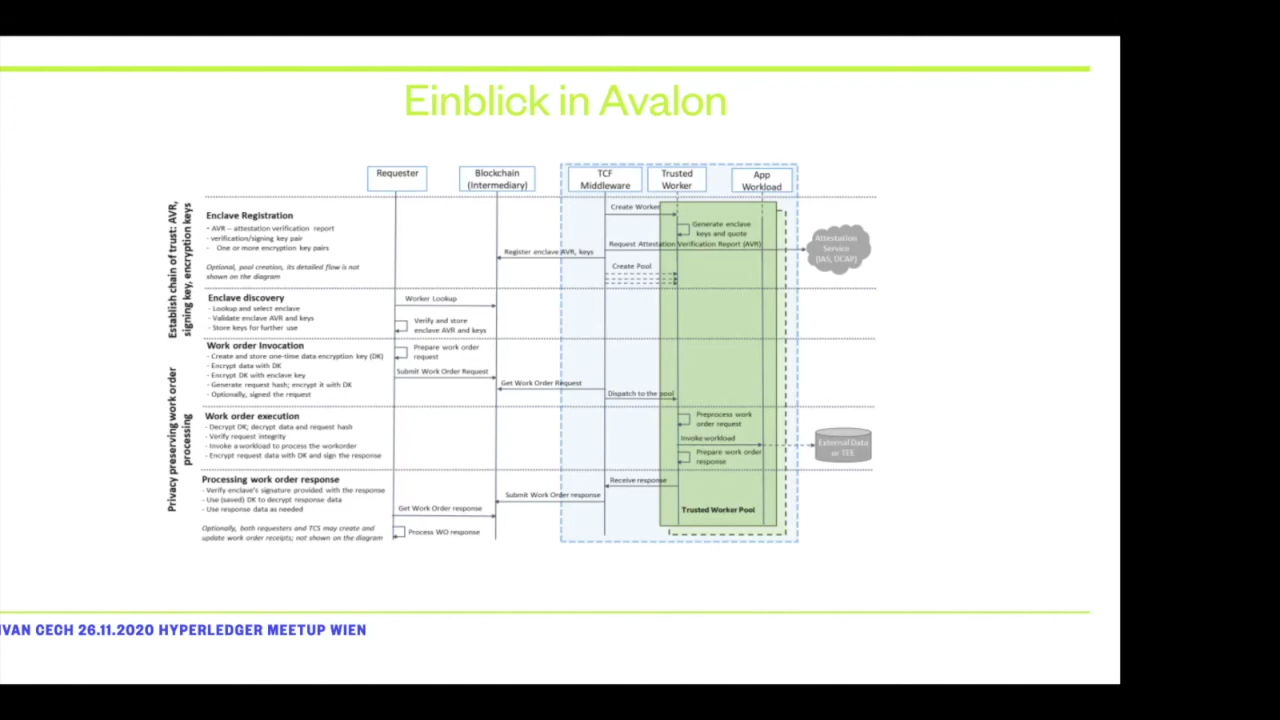 Einblick in Avalon
Requester
Blockchain
(Intermediary)
TCF
Middleware
Trusted
Worker
App
Workload
Establish chain of trust: AVR,
signing key, encryption keys
Enclave Registration
- AVR – attestation verification report
- verification/signing key pair
- One or more encryption key pairs
Optional, pool creation, its detailed flow is not
shown on the diagram
Create Worker
Generate enclave
keys and quote
Request Attestation Verification Report (AVR)
Attestation
Service
(IAS, DCAP)
Register enclave AVR, keys
Create Pool
Enclave discovery
- Lookup and select enclave
- Validate enclave AVR and keys
- Store keys for further use
Worker Lookup
Verify and store
enclave AVR and keys
Privacy preserving work order
processing
Work order Invocation
- Create and store one-time data encryption key (DK)
- Encrypt data with DK
- Encrypt DK with enclave key
- Generate request hash; encrypt it with DK
- Optionally, signed the request
Prepare work order
request
Submit Work Order Request
Get Work Order Request
Dispatch to the pool
Work order execution
- Decrypt DK; decrypt data and request hash
- Verify request integrity
- Invoke a workload to process the workorder
- Encrypt request data with DK and sign the response
Preprocess work
order request
Invoke workload
Prepare work order
response
External Data
or TEE
Processing work order response
- Verify enclave's signature provided with the response
- Use (saved) DK to decrypt response data
- Use response data as needed
Optionally, both requesters and TCS may create and
update work order receipts; not shown on the diagram
Receive response
Submit Work Order response
Get Work Order response
Process WO response
Trusted Worker Pool
IVAN CECH 26.11.2020 HYPERLEDGER MEETUP WIEN